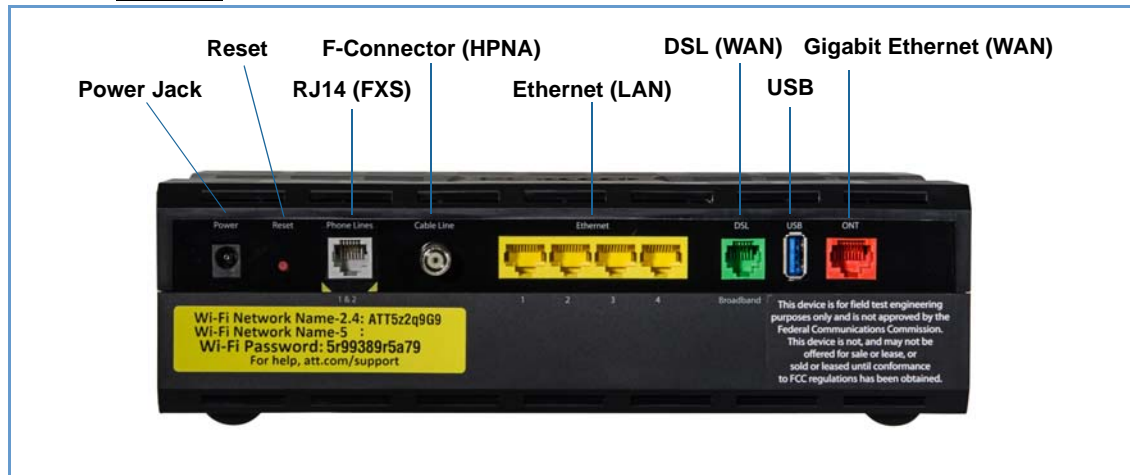 Reset
F-Connector (HPNA)
DSL (WAN)
Gigabit Ethernet (WAN)
Power Jack
RJ14 (FXS)
Ethernet (LAN)
USB
Power
Reset
Phone Lines
Cable Line
Ethernet
DSL
USB
ONT
1 & 2
1
2
3
4
Broadband
Wi-Fi Network Name-2.4: ATT5z2q9G9
Wi-Fi Network Name-5 :
Wi-Fi Password: 5r99389r5a79
For help, att.com/support
This device is for field test engineering
purposes only and is not approved by the
Federal Communications Commission.
This device is not, and may not be
offered for sale or lease, or
sold or leased until conformance
to FCC regulations has been obtained.